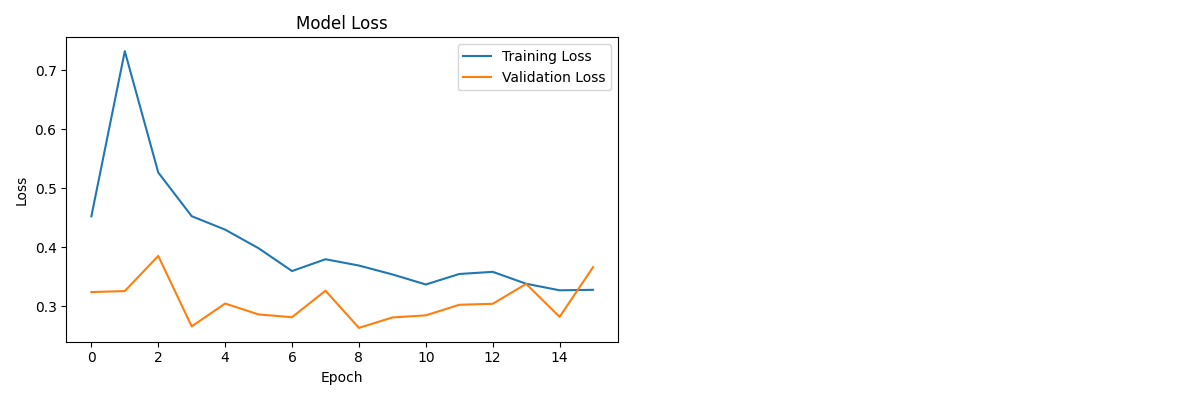 Model Loss
Training Loss
Validation Loss
0.7
0.6
0.5
0.4
0.3
Loss
0 2 4 6 8 10 12 14
Epoch